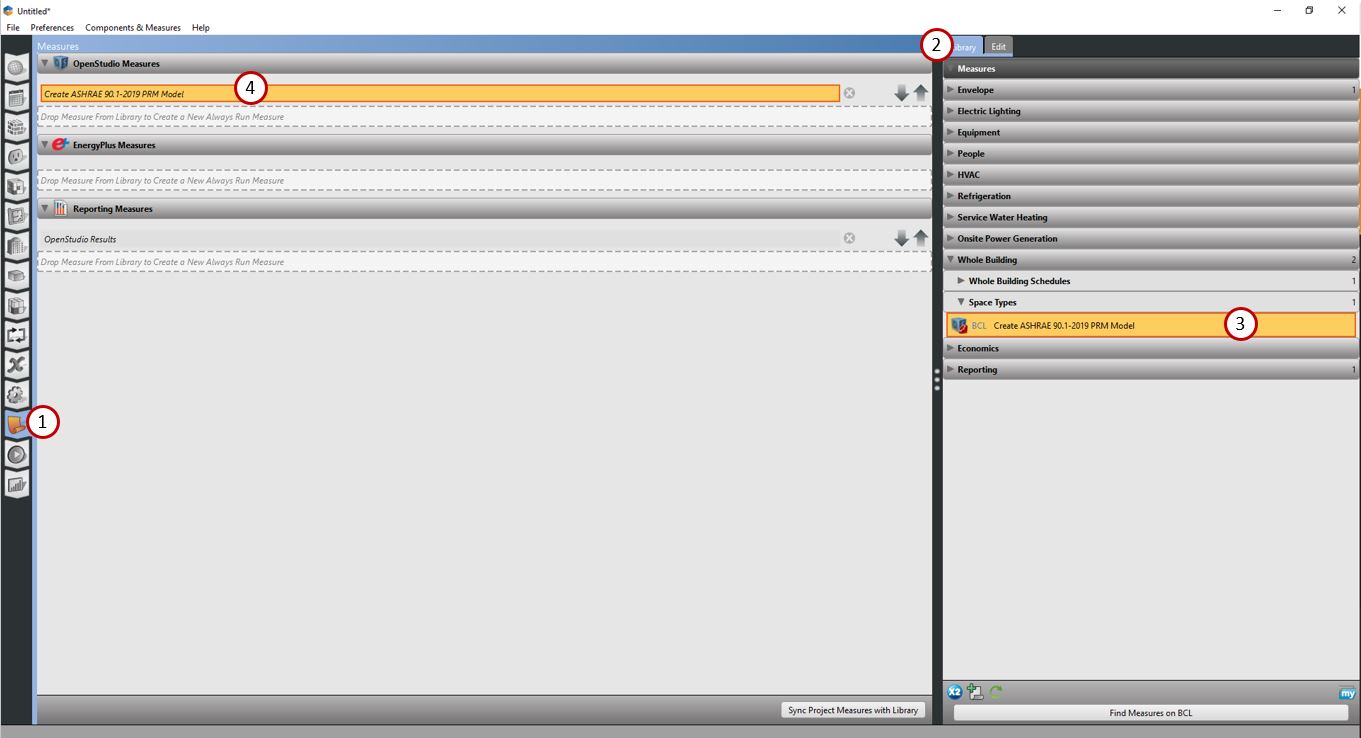 Untitled*
File Preferences Components & Measures Help
Measures
OpenStudio Measures
4
Create ASHRAE 90.1-2019 PRM Model
Drop Measure From Library to Create a New Always Run Measure
EnergyPlus Measures
Drop Measure From Library to Create a New Always Run Measure
Reporting Measures
OpenStudio Results
Drop Measure From Library to Create a New Always Run Measure
1
Sync Project Measures with Library
2
Edit
Measures
Envelope 1
Electric Lighting
Equipment
People
HVAC
Refrigeration
Service Water Heating
Onsite Power Generation
Whole Building 2
Whole Building Schedules 1
Space Types 1
BCL Create ASHRAE 90.1-2019 PRM Model
3
Economics
Reporting 1
X2
my
Find Measures on BCL